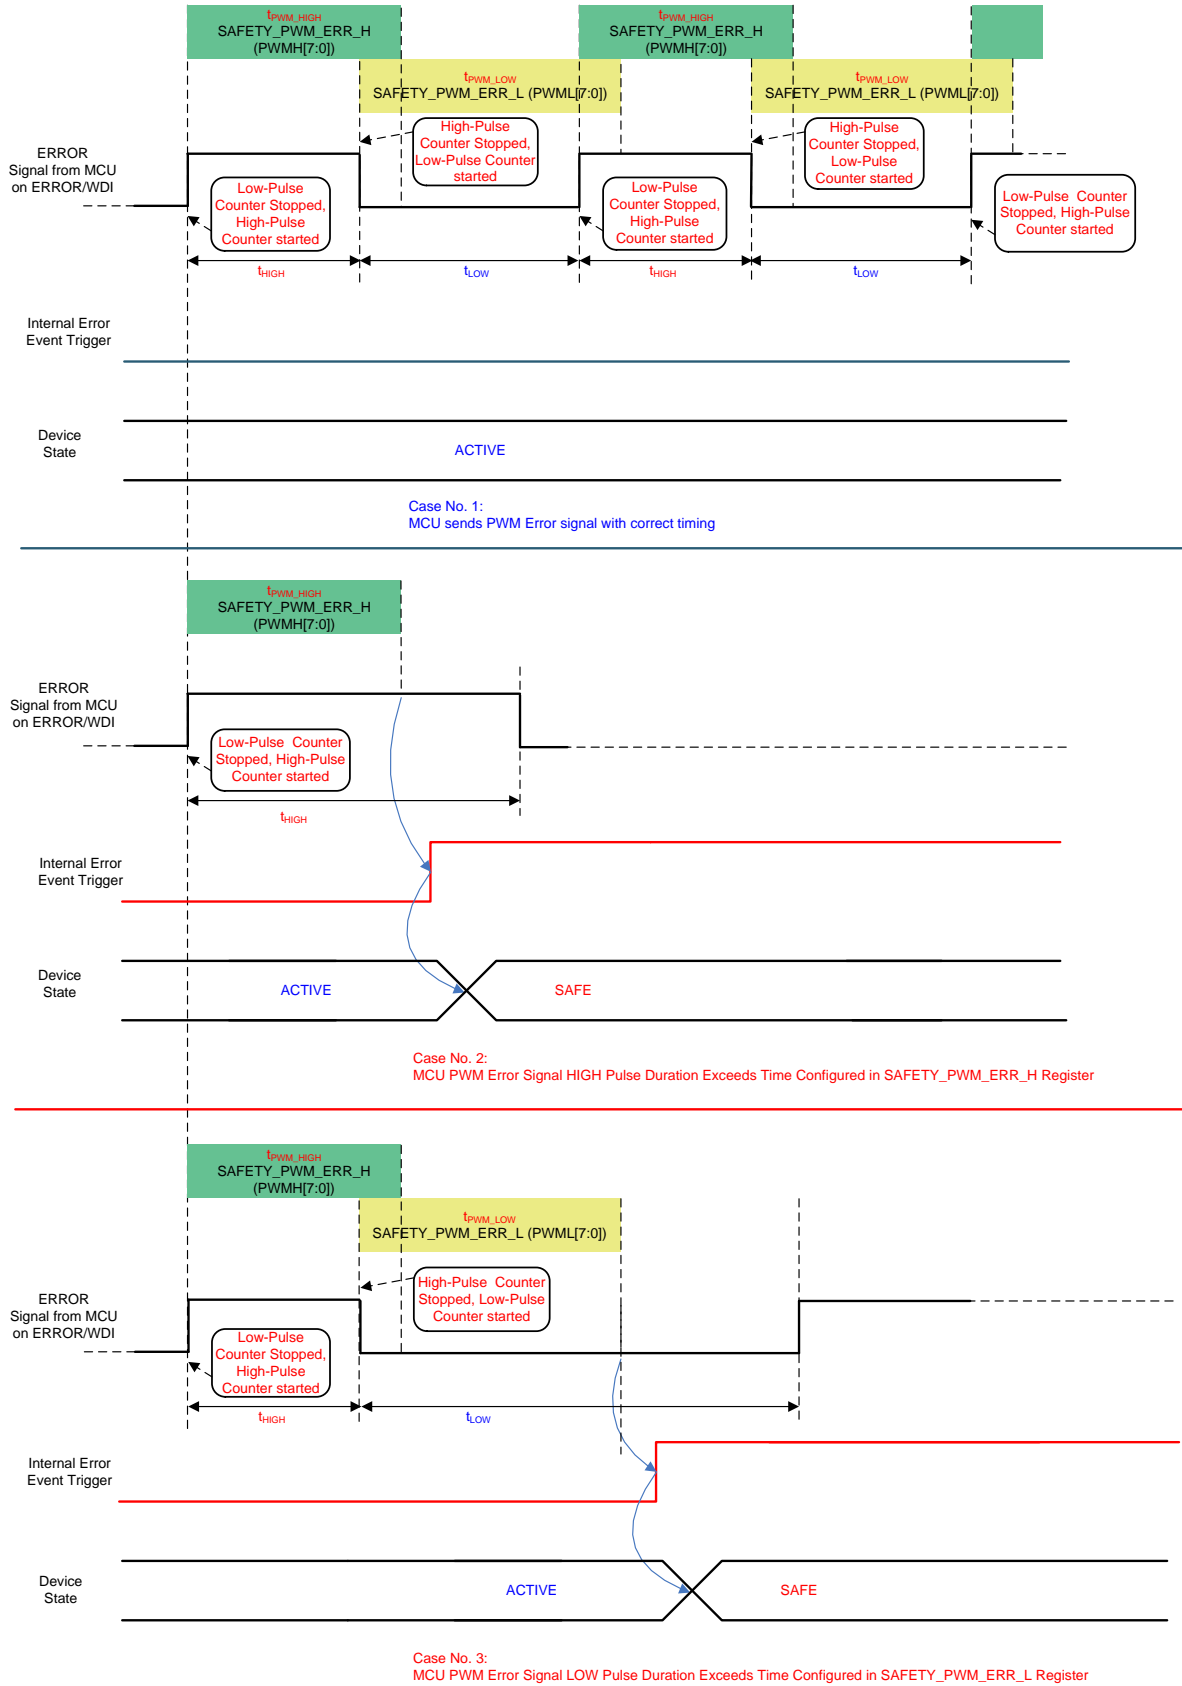 tPWM_HIGH
SAFETY_PWM_ERR_H
(PWMH[7:0])
tPWM_HIGH
SAFETY_PWM_ERR_H
(PWMH[7:0])
tPWM_LOW
SAFETY_PWM_ERR_L (PWML[7:0])
tPWM_LOW
SAFETY_PWM_ERR_L (PWML[7:0])
High-Pulse
Counter Stopped,
Low-Pulse Counter
started
High-Pulse
Counter Stopped,
Low-Pulse
Counter started
ERROR
Signal from MCU
on ERROR/WDI
Low-Pulse
Counter Stopped,
High-Pulse
Counter started
Low-Pulse
Counter Stopped,
High-Pulse
Counter started
Low-Pulse Counter
Stopped, High-Pulse
Counter started
tHIGH
tLOW
tHIGH
tLOW
Internal Error
Event Trigger
Device
State
ACTIVE
Case No. 1:
MCU sends PWM Error signal with correct timing
tPWM_HIGH
SAFETY_PWM_ERR_H
(PWMH[7:0])
ERROR
Signal from MCU
on ERROR/WDI
Low-Pulse Counter
Stopped, High-Pulse
Counter started
tHIGH
Internal Error
Event Trigger
Device
State
ACTIVE
SAFE
Case No. 2:
MCU PWM Error Signal HIGH Pulse Duration Exceeds Time Configured in SAFETY_PWM_ERR_H Register
tPWM_HIGH
SAFETY_PWM_ERR_H
(PWMH[7:0])
tPWM_LOW
SAFETY_PWM_ERR_L (PWML[7:0])
High-Pulse Counter
Stopped, Low-Pulse
Counter started
ERROR
Signal from MCU
on ERROR/WDI
Low-Pulse
Counter Stopped,
High-Pulse
Counter started
tHIGH
tLOW
Internal Error
Event Trigger
Device
State
ACTIVE
SAFE
Case No. 3:
MCU PWM Error Signal LOW Pulse Duration Exceeds Time Configured in SAFETY_PWM_ERR_L Register